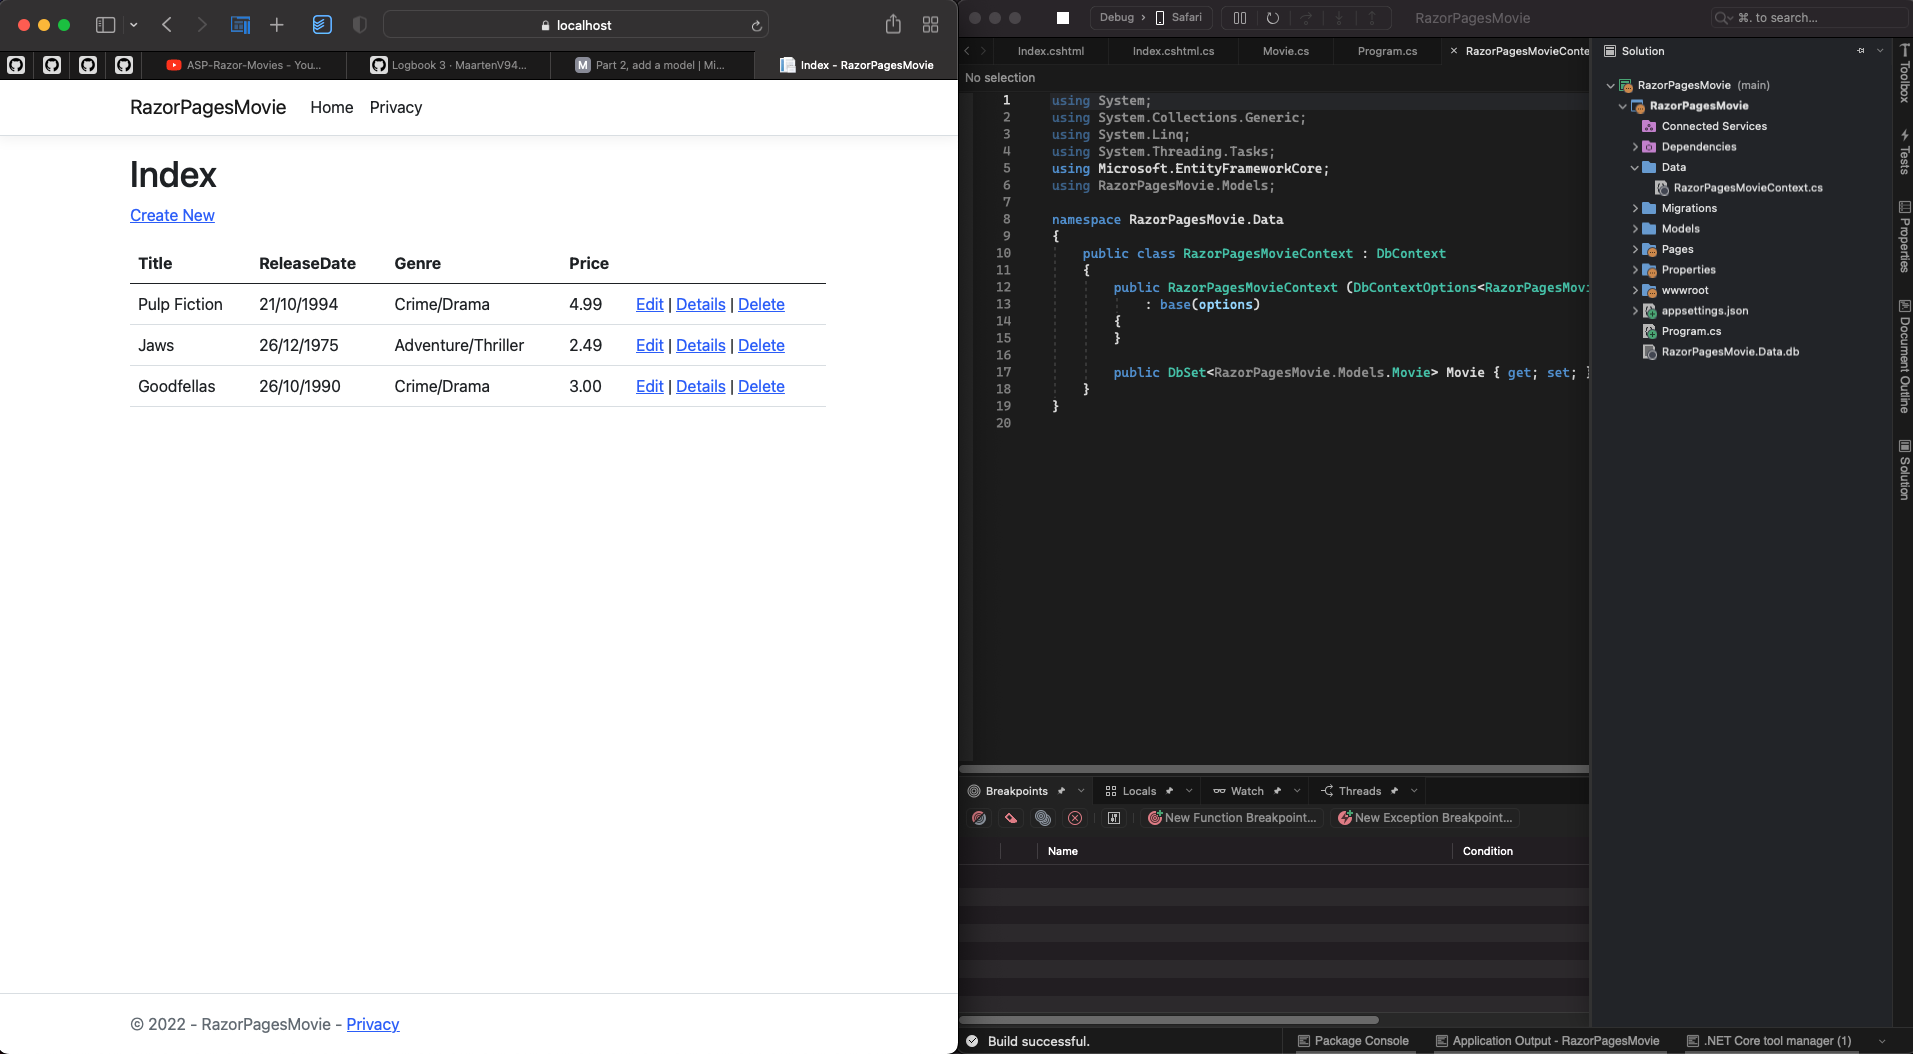 localhost
ASP-Razor-Movies - You...
Logbook 3 · MaartenV94...
Part 2, add a model | Mi...
Index - RazorPagesMovie
RazorPagesMovie Home Privacy
Index
Create New
Title ReleaseDate Genre Price
Pulp Fiction 21/10/1994 Crime/Drama 4.99 Edit | Details | Delete
Jaws 26/12/1975 Adventure/Thriller 2.49 Edit | Details | Delete
Goodfellas 26/10/1990 Crime/Drama 3.00 Edit | Details | Delete
© 2022 - RazorPagesMovie - Privacy
Debug › Safari
RazorPagesMovie
⌘. to search...
Index.cshtml
Index.cshtml.cs
Movie.cs
Program.cs
× RazorPagesMovieConte
No selection
1 using System;
2 using System.Collections.Generic;
3 using System.Linq;
4 using System.Threading.Tasks;
5 using Microsoft.EntityFrameworkCore;
6 using RazorPagesMovie.Models;
7
8 namespace RazorPagesMovie.Data
9 {
10 public class RazorPagesMovieContext : DbContext
11 {
12 public RazorPagesMovieContext (DbContextOptions<RazorPagesMovi
13 : base(options)
14 {
15 }
16
17 public DbSet<RazorPagesMovie.Models.Movie> Movie { get; set; }
18 }
19 }
20
Breakpoints
Locals
Watch
Threads
New Function Breakpoint...
New Exception Breakpoint...
Name
Condition
Solution
RazorPagesMovie (main)
RazorPagesMovie
Connected Services
Dependencies
Data
RazorPagesMovieContext.cs
Migrations
Models
Pages
Properties
wwwroot
appsettings.json
Program.cs
RazorPagesMovie.Data.db
Toolbox
Tests
Properties
Document Outline
Solution
Build successful.
Package Console
Application Output - RazorPagesMovie
.NET Core tool manager (1)